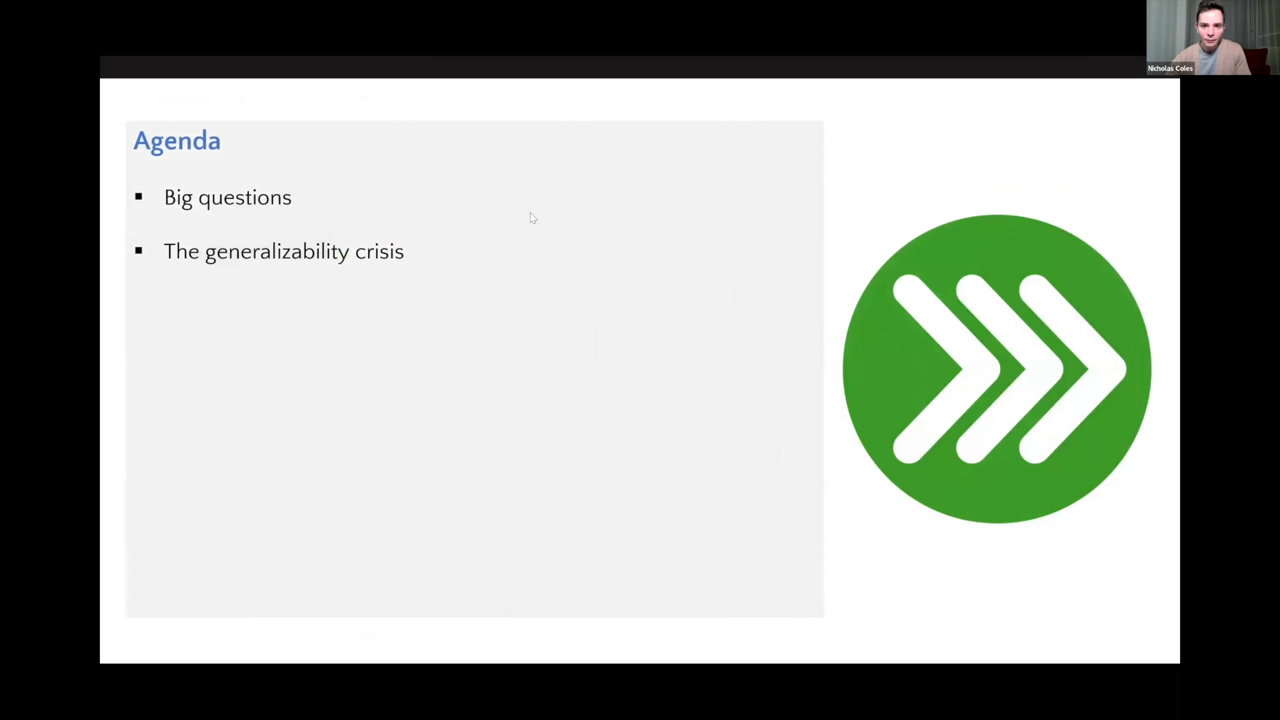 Nicholas Coles
Agenda
▪ Big questions
▪ The generalizability crisis